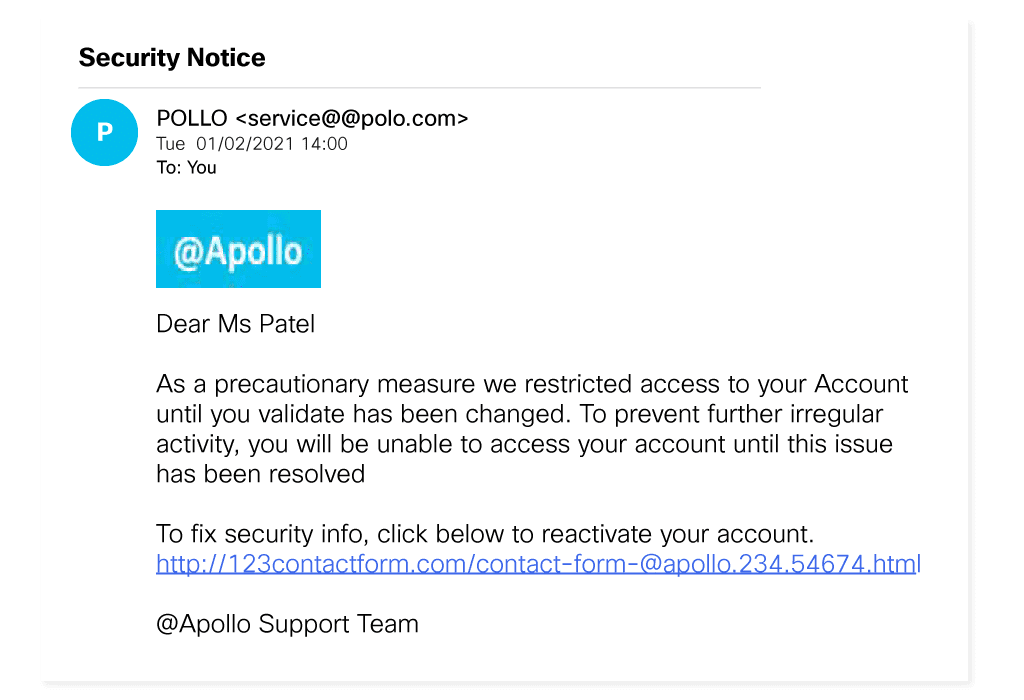 Security Notice
P
POLLO <service@@polo.com>
Tue 01/02/2021 14:00
To: You
@Apollo
Dear Ms Patel
As a precautionary measure we restricted access to your Account
until you validate has been changed. To prevent further irregular
activity, you will be unable to access your account until this issue
has been resolved
To fix security info, click below to reactivate your account.
http://123contactform.com/contact-form-@apollo.234.54674.html
@Apollo Support Team